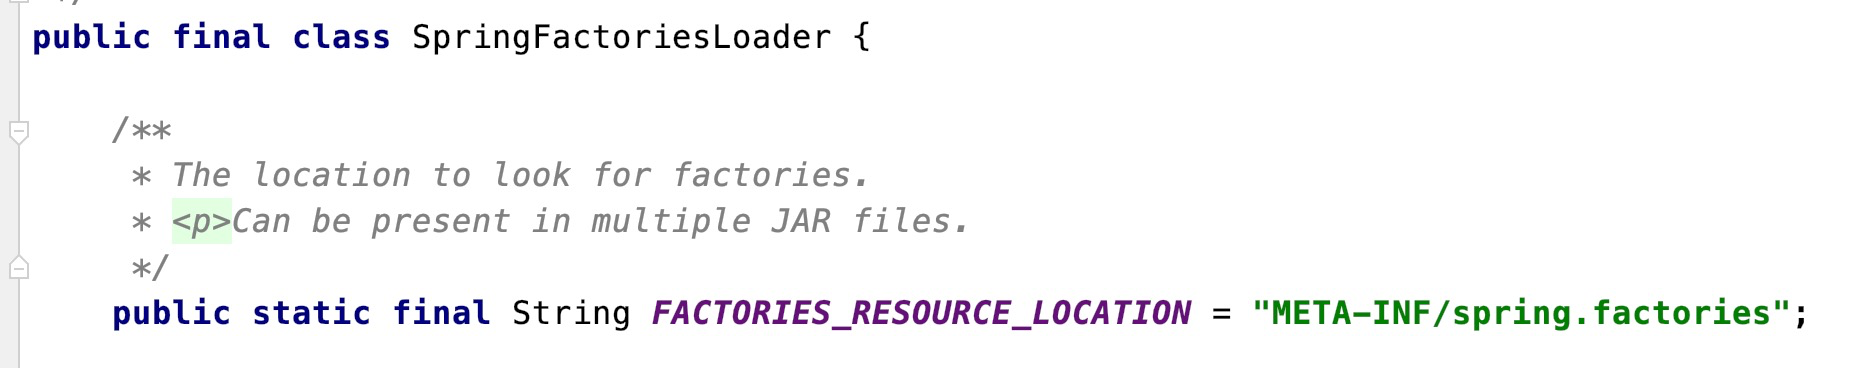 */
public final class SpringFactoriesLoader {
/**
* The location to look for factories.
* <p>Can be present in multiple JAR files.
*/
public static final String FACTORIES_RESOURCE_LOCATION = "META-INF/spring.factories";